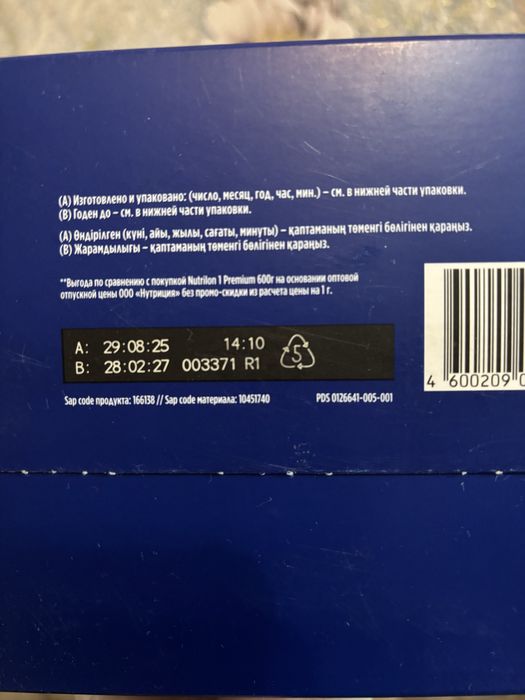 (A) Изготовлено и упаковано: (число, месяц, год, час, мин.) – см. в нижней части упаковки.
(B) Годен до – см. в нижней части упаковки.
(A) Өндірілген (күні, айы, жылы, сағаты, минуты) – қаптаманың төменгі бөлігінен қараңыз.
(B) Жарамдылығы – қаптаманың төменгі бөлігінен қараңыз.
**Выгода по сравнению с покупкой Nutrilon 1 Premium 600г на основании оптовой
отпускной цены ООО «Нутриция» без промо-скидки из расчета цены на 1 г.
A: 29:08:25 14:10
B: 28:02:27 003371 R1
5
4 600209 0
Sap code продукта: 166138 // Sap code материала: 10451740 PDS 0126641-005-001